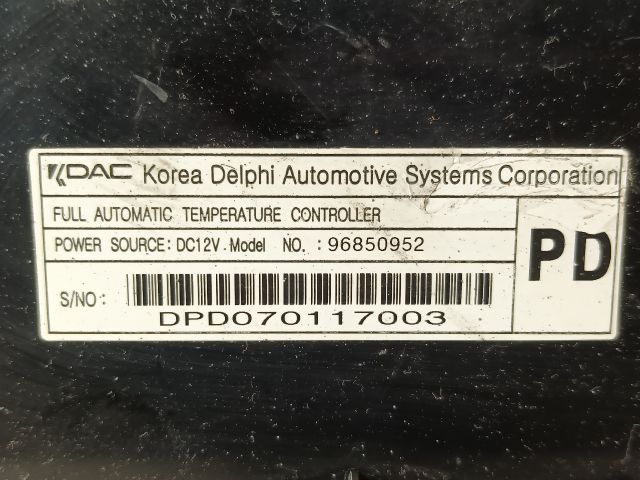 KDAC Korea Delphi Automotive Systems Corporation
FULL AUTOMATIC TEMPERATURE CONTROLLER
POWER SOURCE: DC12V. Model NO. : 96850952
PD
S/NO:
DPD070117003